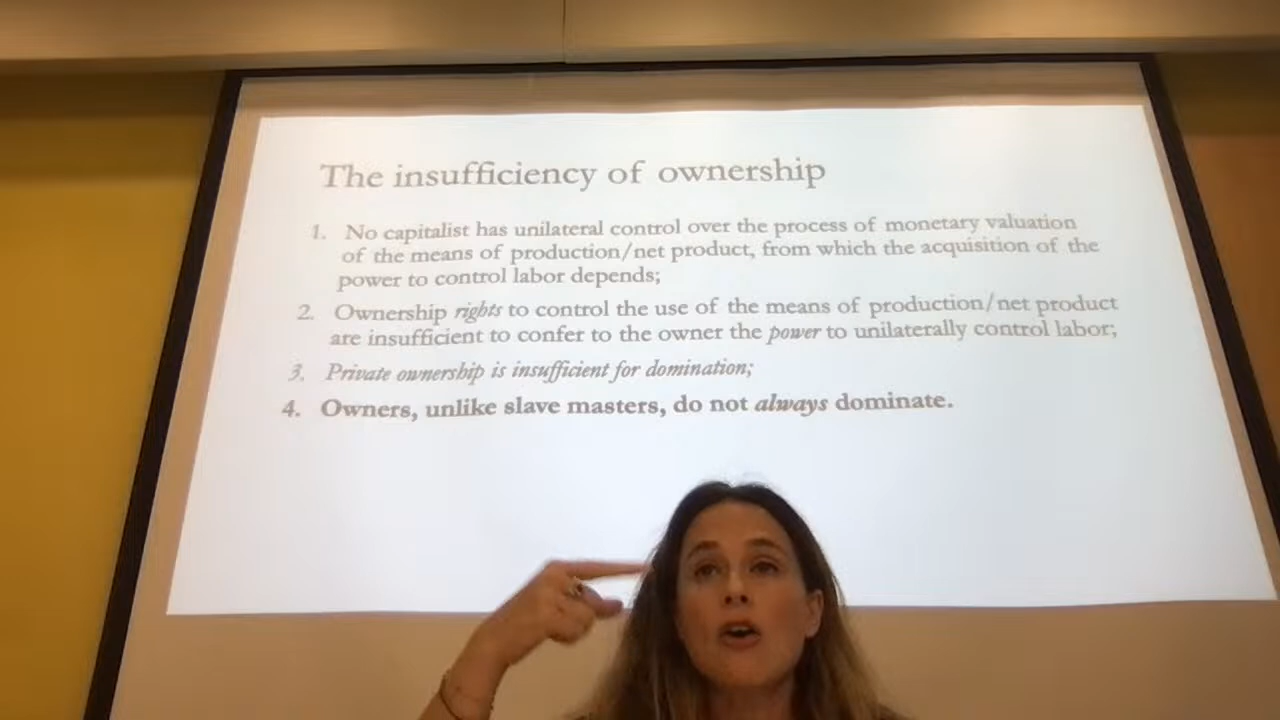 The insufficiency of ownership
1. No capitalist has unilateral control over the process of monetary valuation
of the means of production/net product, from which the acquisition of the
power to control labor depends;
2. Ownership rights to control the use of the means of production/net product
are insufficient to confer to the owner the power to unilaterally control labor;
3. Private ownership is insufficient for domination;
4. Owners, unlike slave masters, do not always dominate.